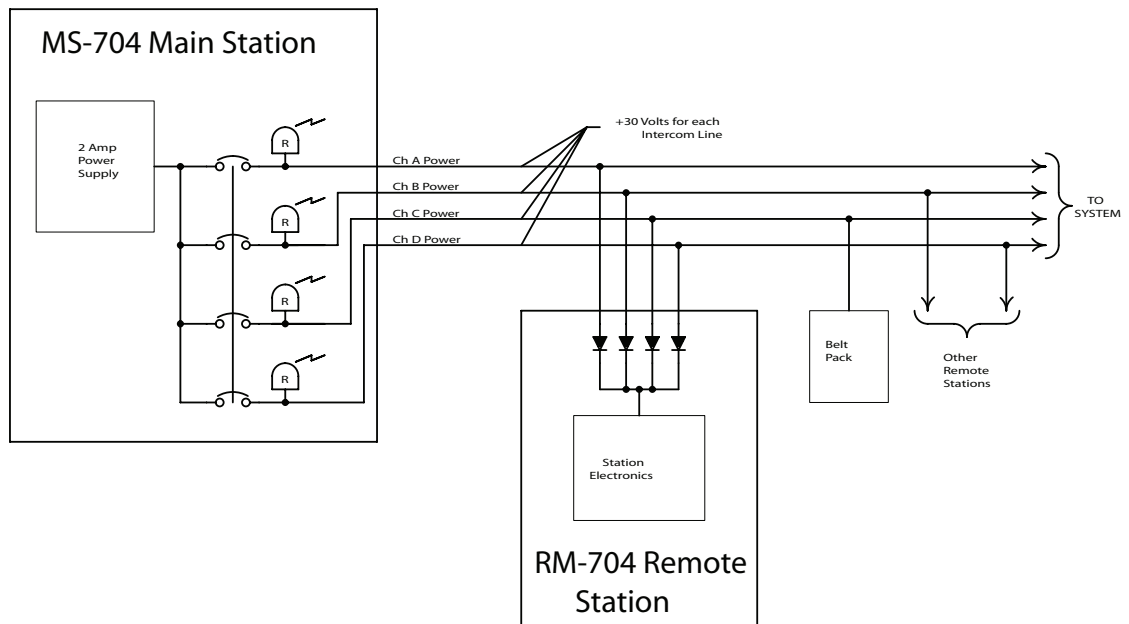 MS-704 Main Station
2 Amp
Power
Supply
R
R
R
R
Ch A Power
Ch B Power
Ch C Power
Ch D Power
+30 Volts for each
Intercom Line
TO
SYSTEM
Belt
Pack
Other
Remote
Stations
Station
Electronics
RM-704 Remote
Station